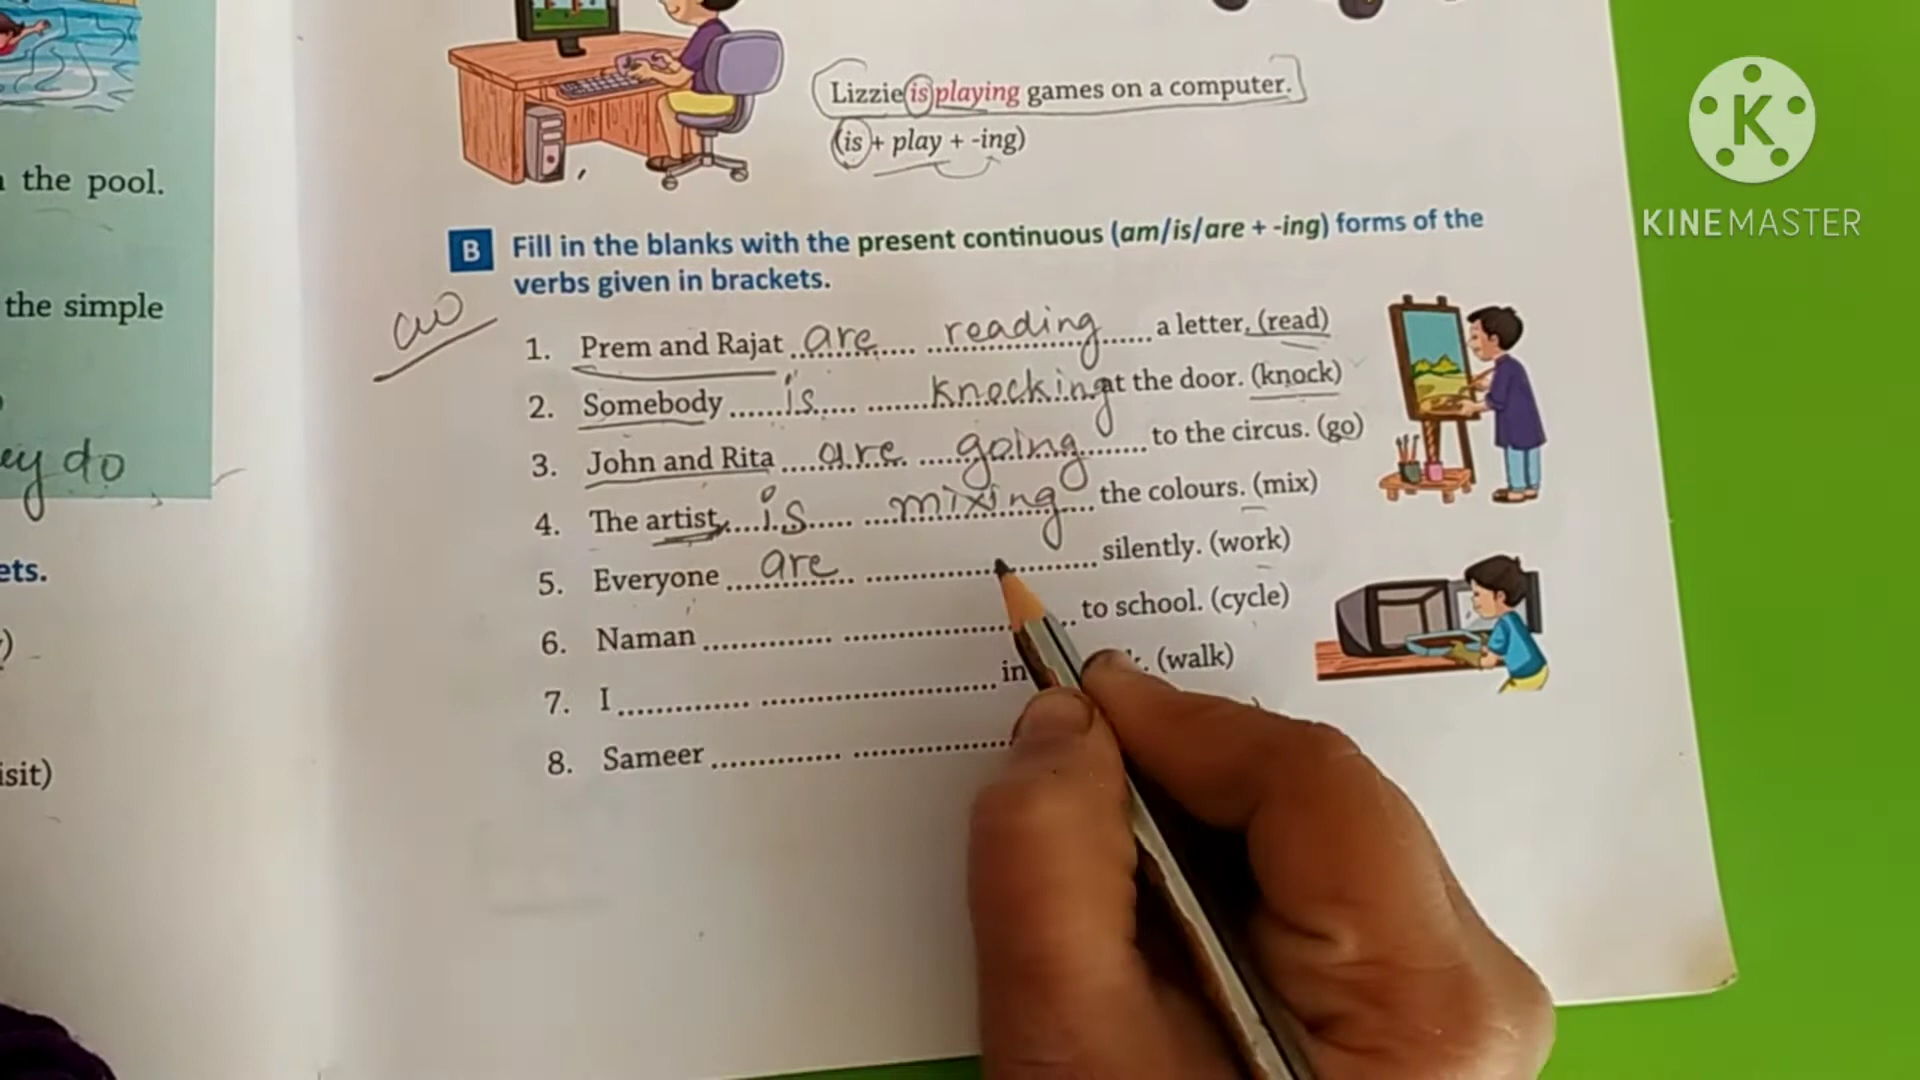 the pool.
the simple
ey do
ets.
isit)
KINEMASTER
Lizzie is playing games on a computer.
(is + play + -ing)
B Fill in the blanks with the present continuous (am/is/are + -ing) forms of the
verbs given in brackets.
1. Prem and Rajat are reading a letter. (read)
2. Somebody is knocking at the door. (knock)
3. John and Rita are going to the circus. (go)
4. The artist is mixing the colours. (mix)
5. Everyone are silently. (work)
6. Naman to school. (cycle)
7. I in (walk)
8. Sameer